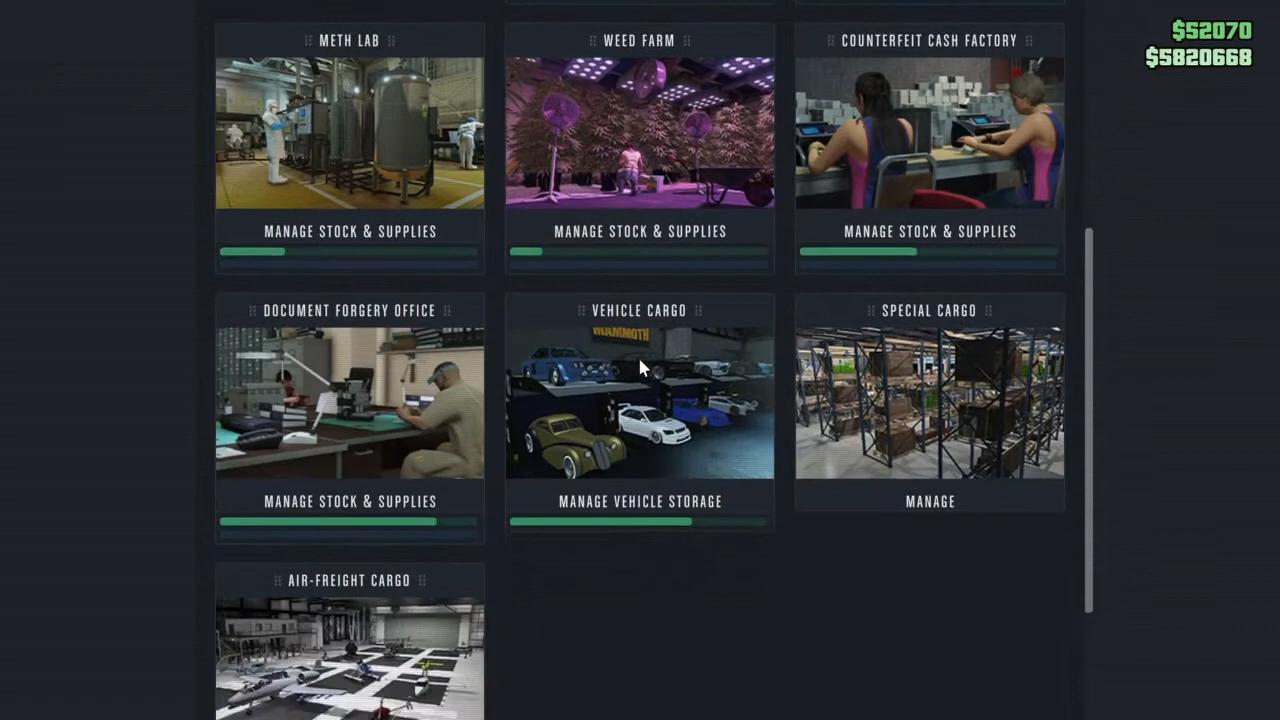 $52070
$5820668
METH LAB
WEED FARM
COUNTERFEIT CASH FACTORY
MANAGE STOCK & SUPPLIES
MANAGE STOCK & SUPPLIES
MANAGE STOCK & SUPPLIES
DOCUMENT FORGERY OFFICE
VEHICLE CARGO
SPECIAL CARGO
MAMMOTH
MANAGE STOCK & SUPPLIES
MANAGE VEHICLE STORAGE
MANAGE
AIR-FREIGHT CARGO